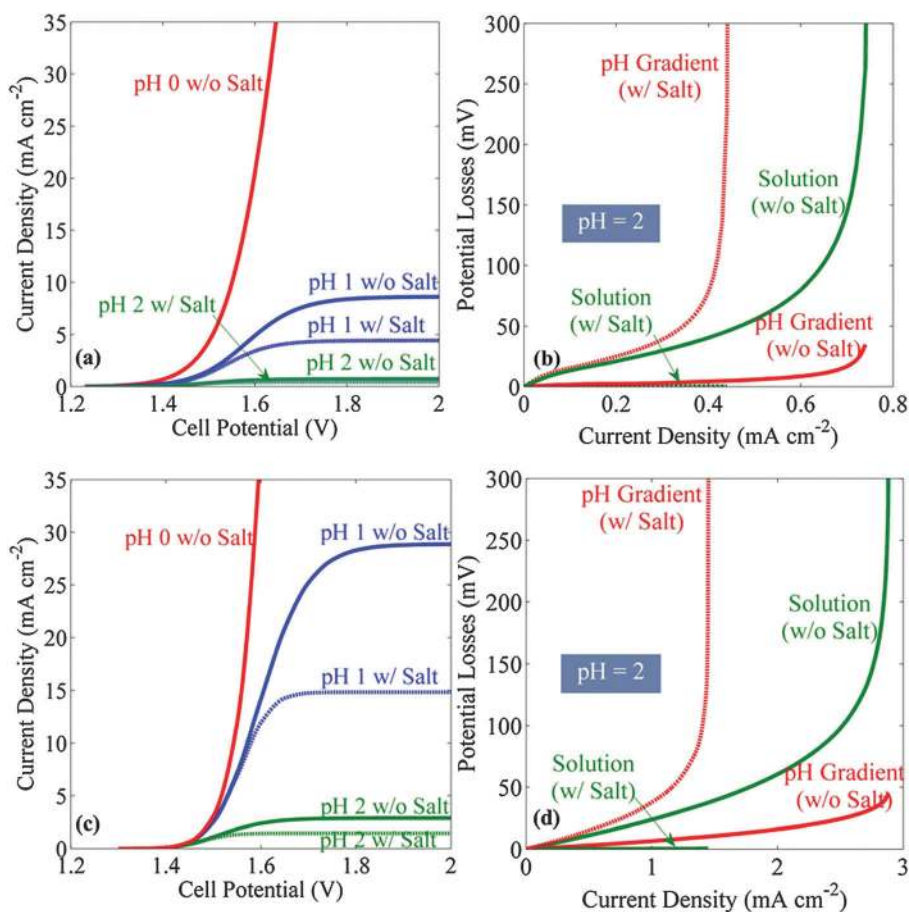 35
30
25
20
15
10
5
0
Current Density (mA cm⁻²)
pH 0 w/o Salt
pH 1 w/o Salt
pH 2 w/ Salt
pH 1 w/ Salt
pH 2 w/o Salt
(a)
1.2 1.4 1.6 1.8 2
Cell Potential (V)
300
250
200
150
100
50
0
Potential Losses (mV)
pH Gradient
(w/ Salt)
Solution
(w/o Salt)
pH = 2
Solution
(w/ Salt)
pH Gradient
(w/o Salt)
(b)
0 0.2 0.4 0.6 0.8
Current Density (mA cm⁻²)
35
30
25
20
15
10
5
0
Current Density (mA cm⁻²)
pH 0 w/o Salt
pH 1 w/o Salt
pH 1 w/ Salt
pH 2 w/o Salt
pH 2 w/ Salt
(c)
1.2 1.4 1.6 1.8 2
Cell Potential (V)
300
250
200
150
100
50
0
Potential Losses (mV)
pH Gradient
(w/ Salt)
Solution
(w/o Salt)
pH = 2
Solution
(w/ Salt)
pH Gradient
(w/o Salt)
(d)
0 1 2 3
Current Density (mA cm⁻²)